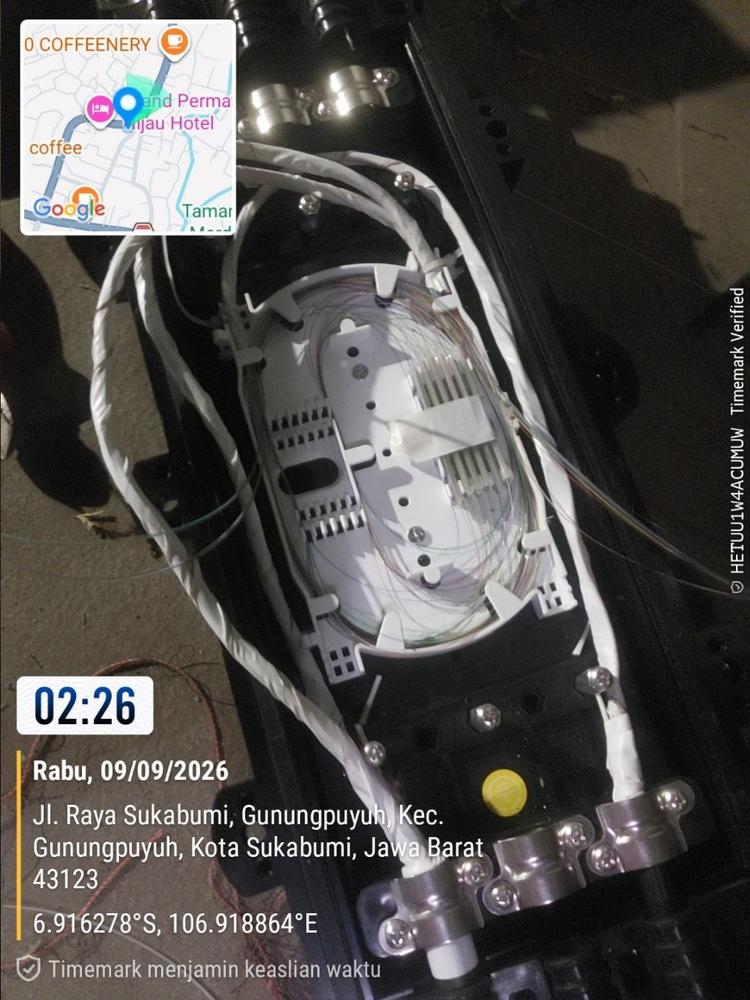 0 COFFEENERY
and Perma
ijau Hotel
coffee
Google
Tamar
02:26
Rabu, 09/09/2026
Jl. Raya Sukabumi, Gunungpuyuh, Kec.
Gunungpuyuh, Kota Sukabumi, Jawa Barat
43123
6.916278°S, 106.918864°E
Timemark menjamin keaslian waktu
HETUU1W4ACUMUW Timemark Verified